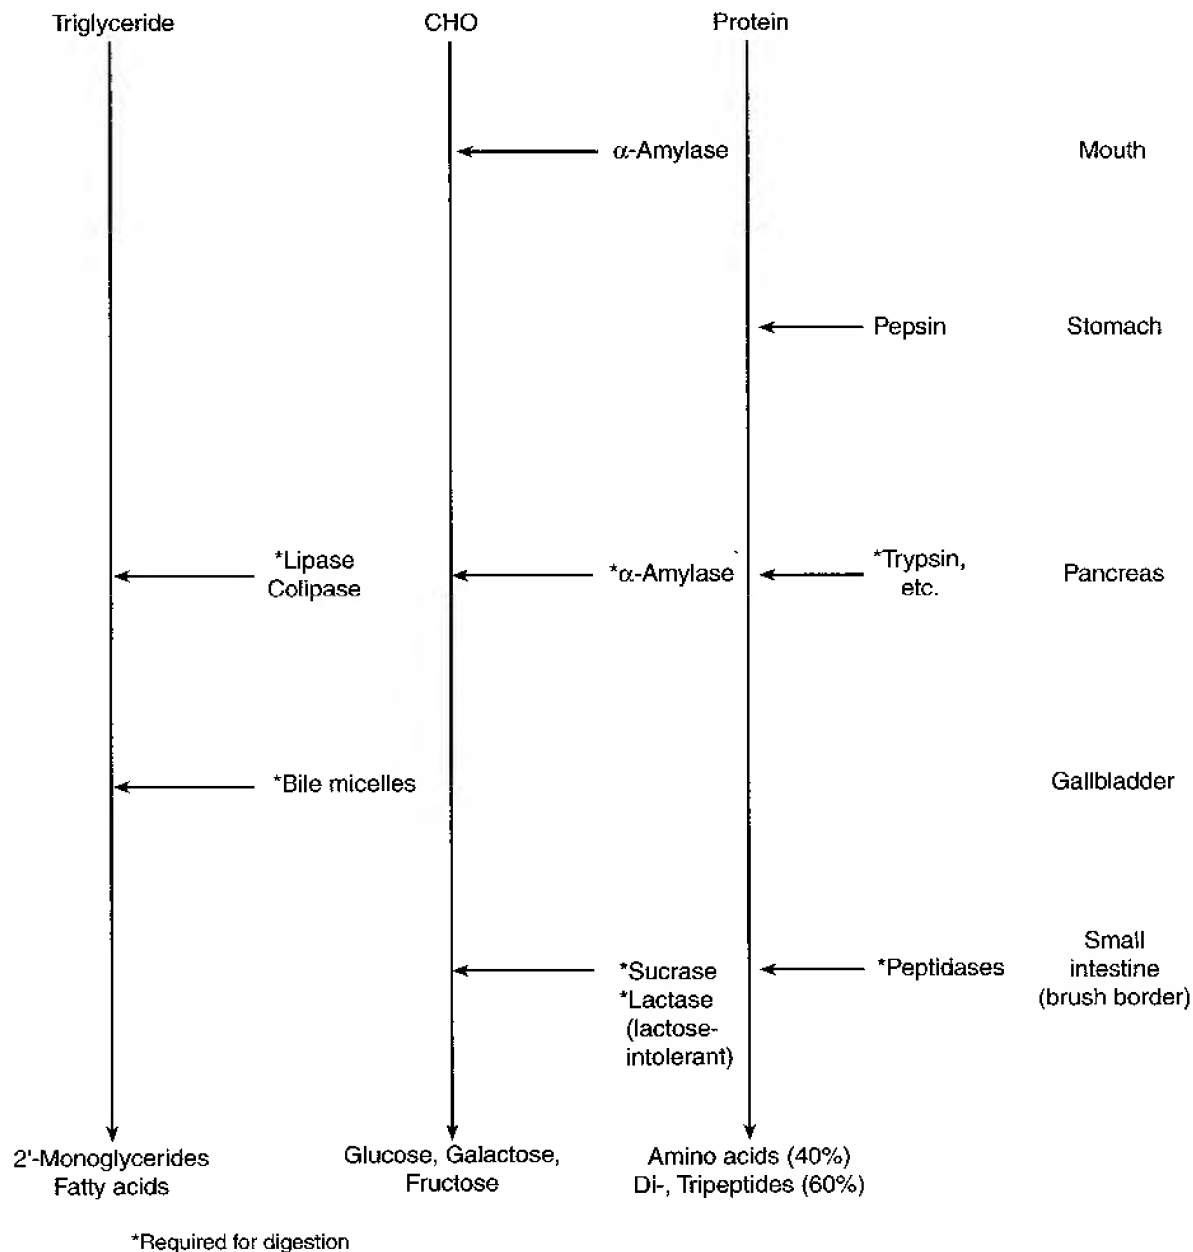 Triglyceride
CHO
Protein
α-Amylase
Mouth
Pepsin
Stomach
*Lipase
Colipase
*α-Amylase
*Trypsin,
etc.
Pancreas
*Bile micelles
Gallbladder
*Sucrase
*Lactase
(lactose-
intolerant)
*Peptidases
Small
intestine
(brush border)
2'-Monoglycerides
Fatty acids
Glucose, Galactose,
Fructose
Amino acids (40%)
Di-, Tripeptides (60%)
*Required for digestion